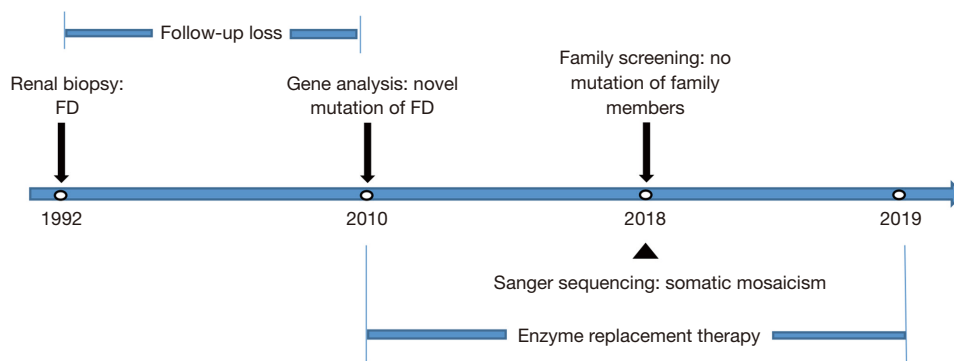 Follow-up loss
Renal biopsy:
FD
Gene analysis: novel
mutation of FD
Family screening: no
mutation of family
members
1992
2010
2018
2019
Sanger sequencing: somatic mosaicism
Enzyme replacement therapy